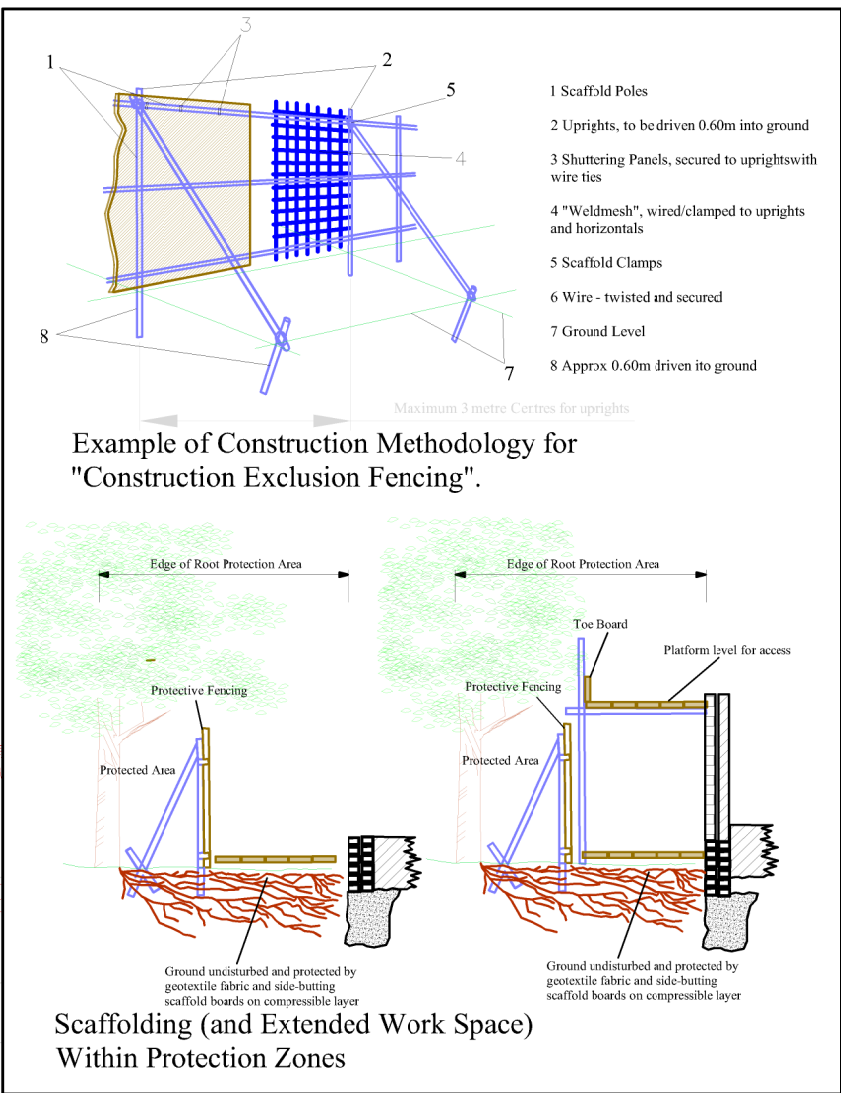 3
1
2
5
4
8
7
1 Scaffold Poles
2 Uprights, to be driven 0.60m into ground
3 Shuttering Panels, secured to uprightswith
wire ties
4 "Weldmesh", wired/clamped to uprights
and horizontals
5 Scaffold Clamps
6 Wire - twisted and secured
7 Ground Level
8 Approx 0.60m driven ito ground
Maximum 3 metre Certres for uprights
Example of Construction Methodology for
"Construction Exclusion Fencing".
Edge of Root Protection Area
Protective Fencing
Protected Area
Ground undisturbed and protected by
geotextile fabric and side-butting
scaffold boards on compressible layer
Edge of Root Protection Area
Toe Board
Platform level for access
Protective Fencing
Protected Area
Ground undisturbed and protected by
geotextile fabric and side-butting
scaffold boards on compressible layer
Scaffolding (and Extended Work Space)
Within Protection Zones